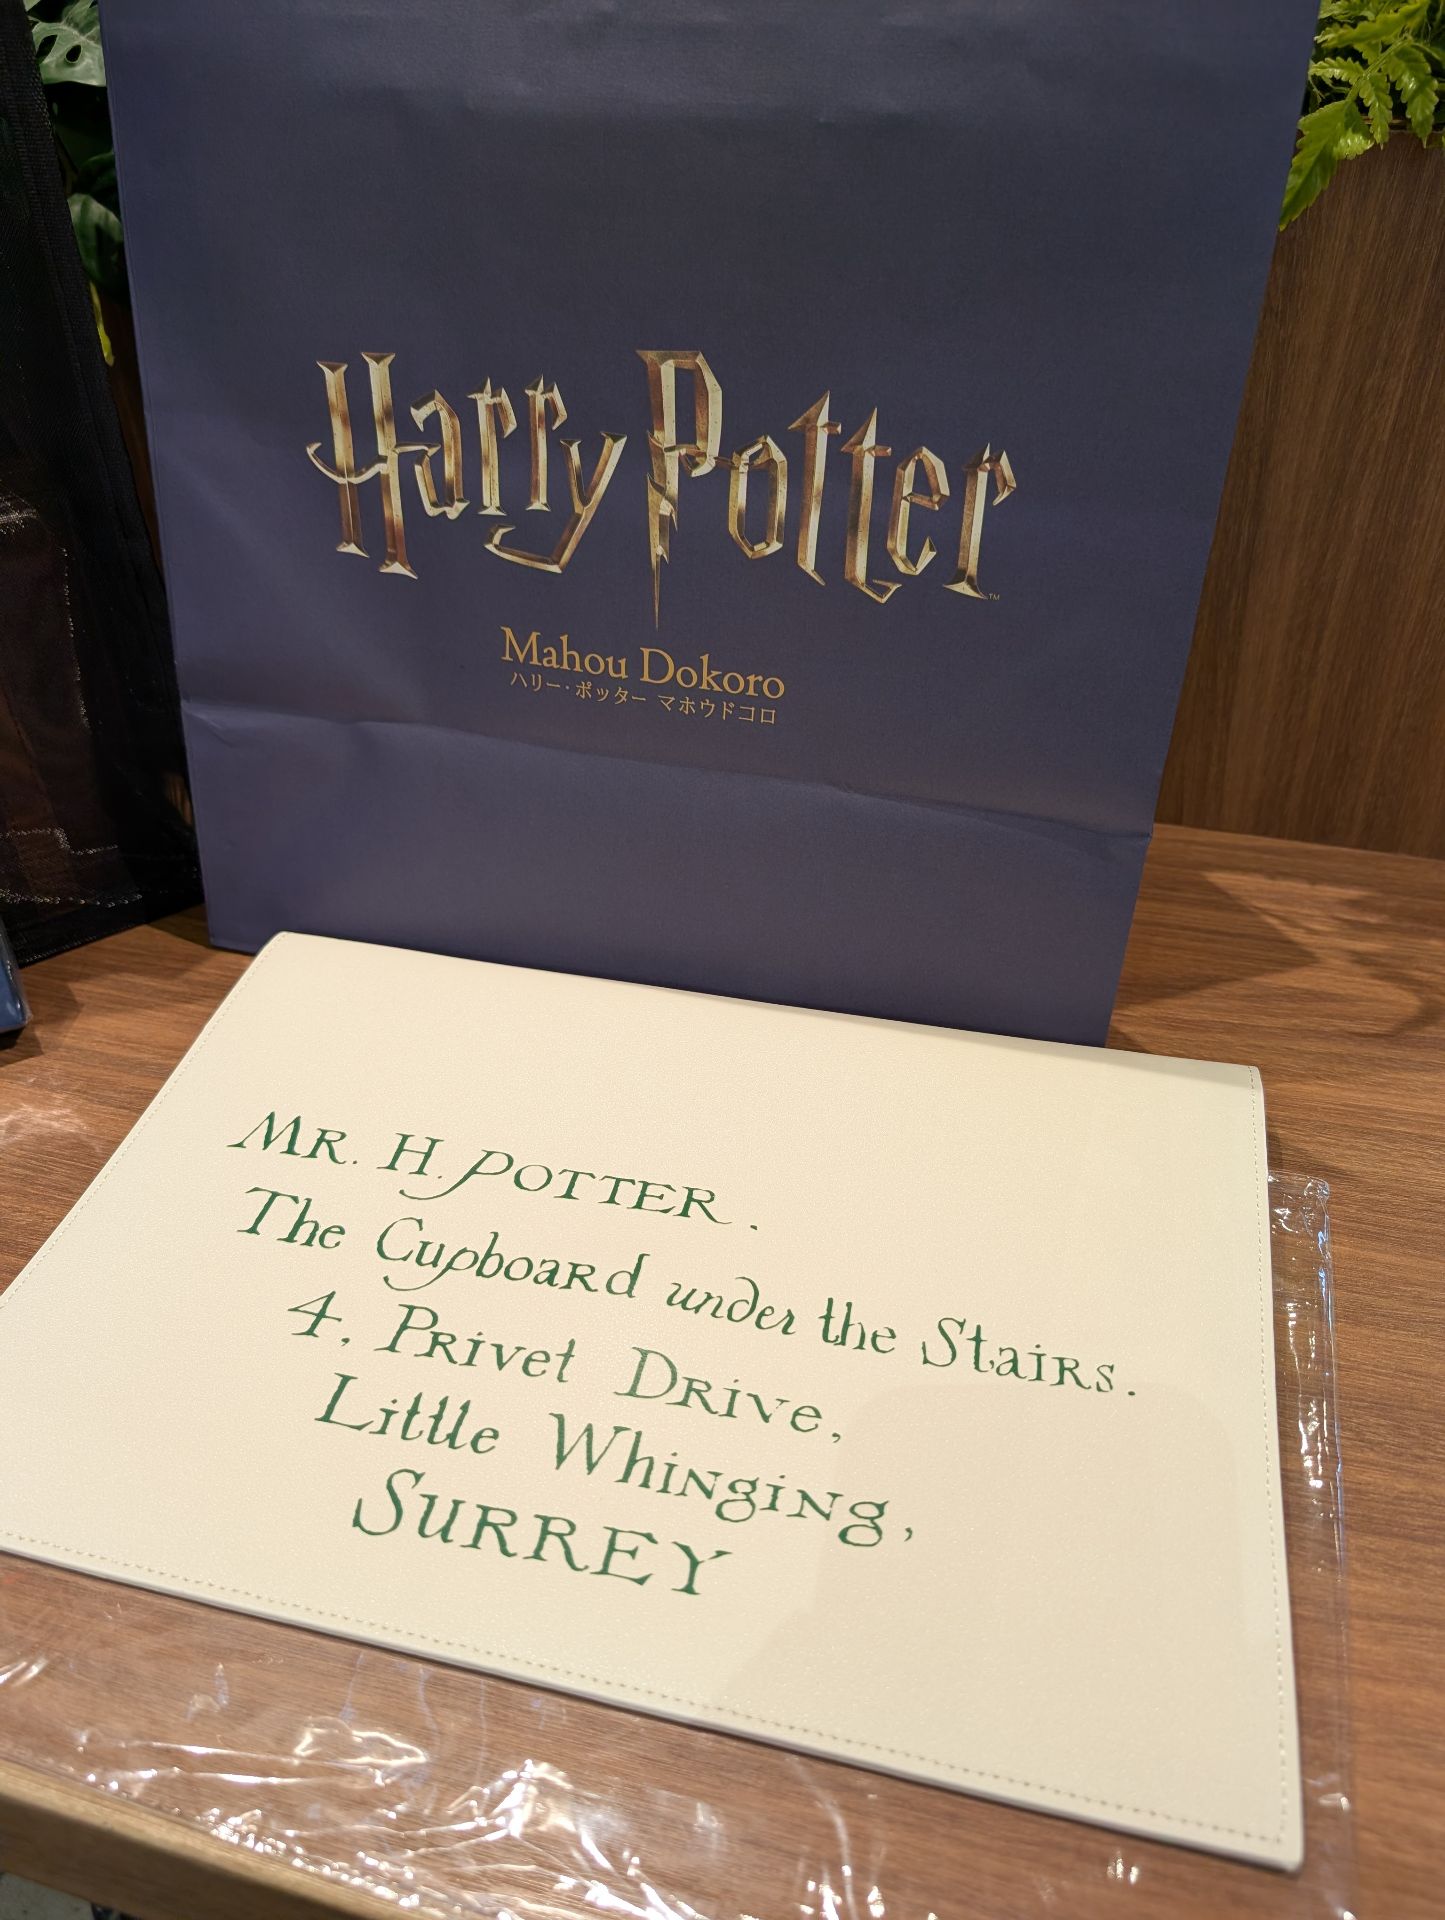 Harry Potter™
Mahou Dokoro
ハリー・ポッター マホウドコロ
MR. H. POTTER.
The Cupboard under the Stairs.
4, Privet Drive,
Little Whinging,
SURREY